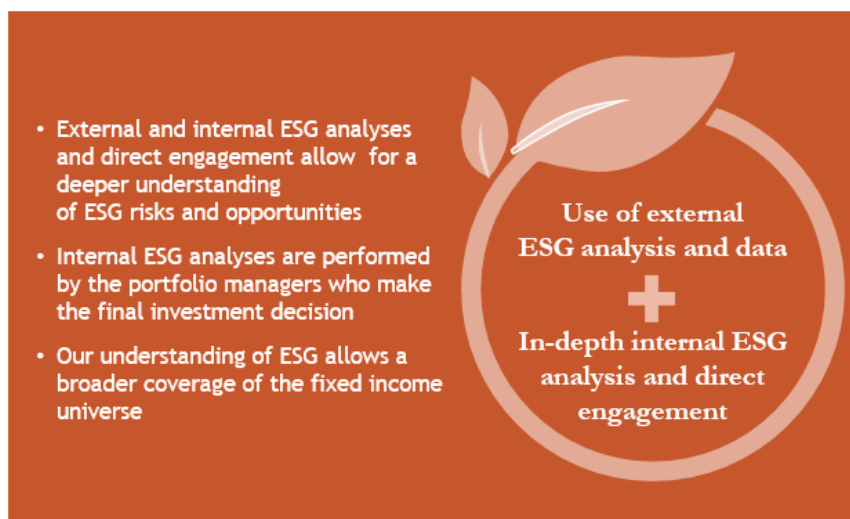 • External and internal ESG analyses
and direct engagement allow for a
deeper understanding
of ESG risks and opportunities
• Internal ESG analyses are performed
by the portfolio managers who make
the final investment decision
• Our understanding of ESG allows a
broader coverage of the fixed income
universe
Use of external
ESG analysis and data
+
In-depth internal ESG
analysis and direct
engagement